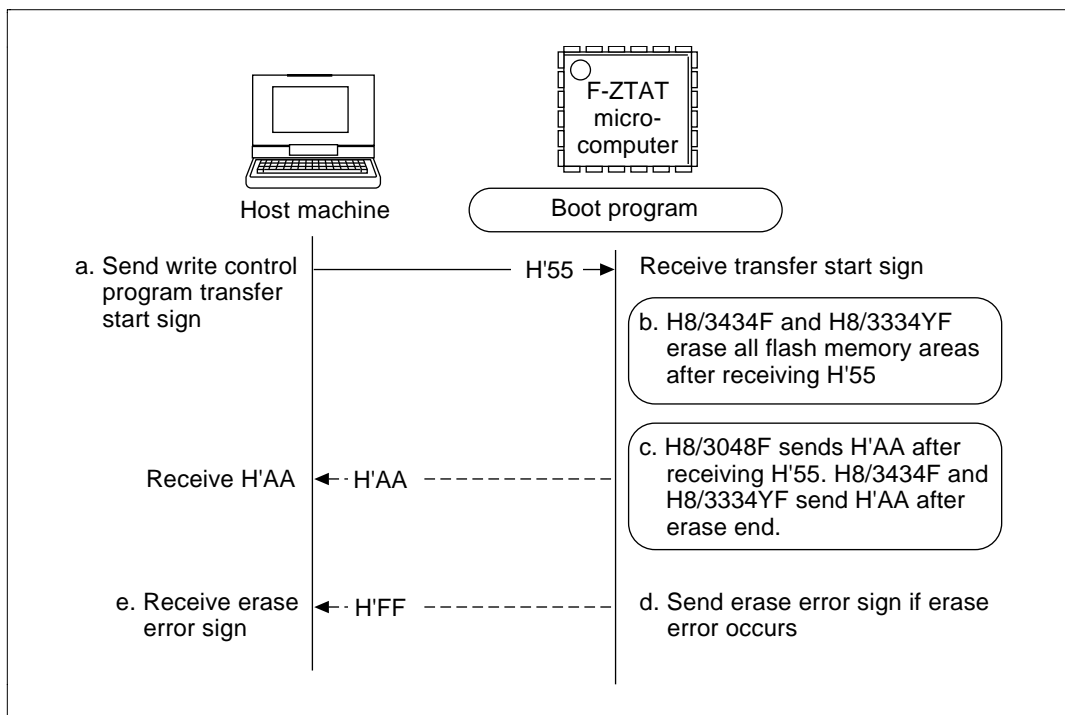 F-ZTAT
micro-
computer
Host machine
Boot program
a. Send write control
program transfer
start sign
H'55
Receive transfer start sign
b. H8/3434F and H8/3334YF
erase all flash memory areas
after receiving H'55
c. H8/3048F sends H'AA after
receiving H'55. H8/3434F and
H8/3334YF send H'AA after
erase end.
Receive H'AA
H'AA
e. Receive erase
error sign
H'FF
d. Send erase error sign if erase
error occurs